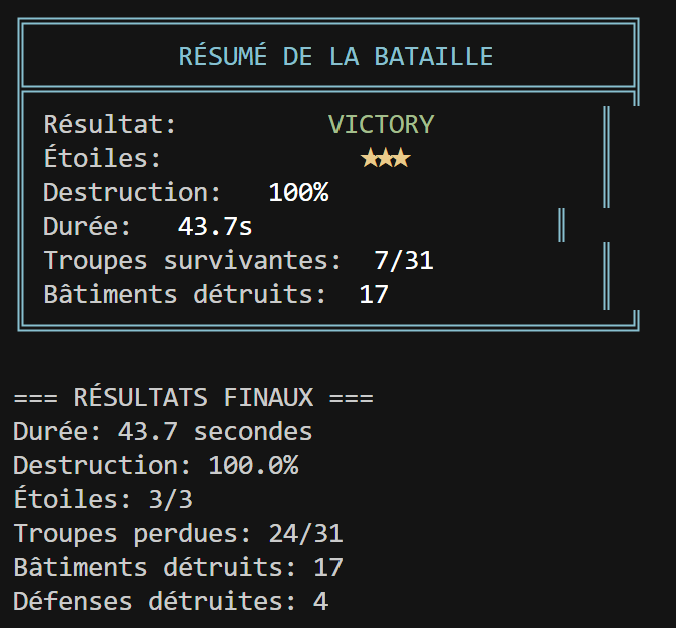 RÉSUMÉ DE LA BATAILLE
Résultat: VICTORY
Étoiles: ★★★
Destruction: 100%
Durée: 43.7s
Troupes survivantes: 7/31
Bâtiments détruits: 17
=== RÉSULTATS FINAUX ===
Durée: 43.7 secondes
Destruction: 100.0%
Étoiles: 3/3
Troupes perdues: 24/31
Bâtiments détruits: 17
Défenses détruites: 4